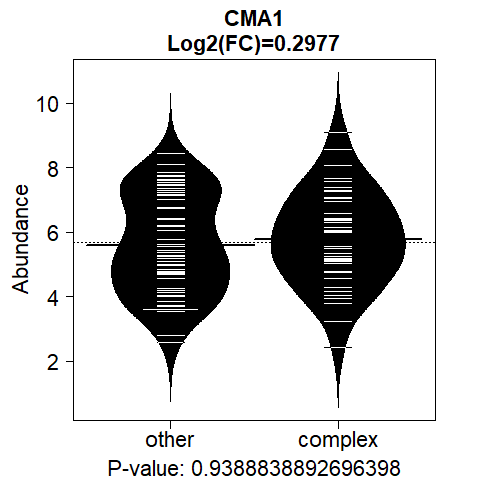 CMA1
Log2(FC)=0.2977
10
8
6
4
2
Abundance
other complex
P-value: 0.9388838892696398